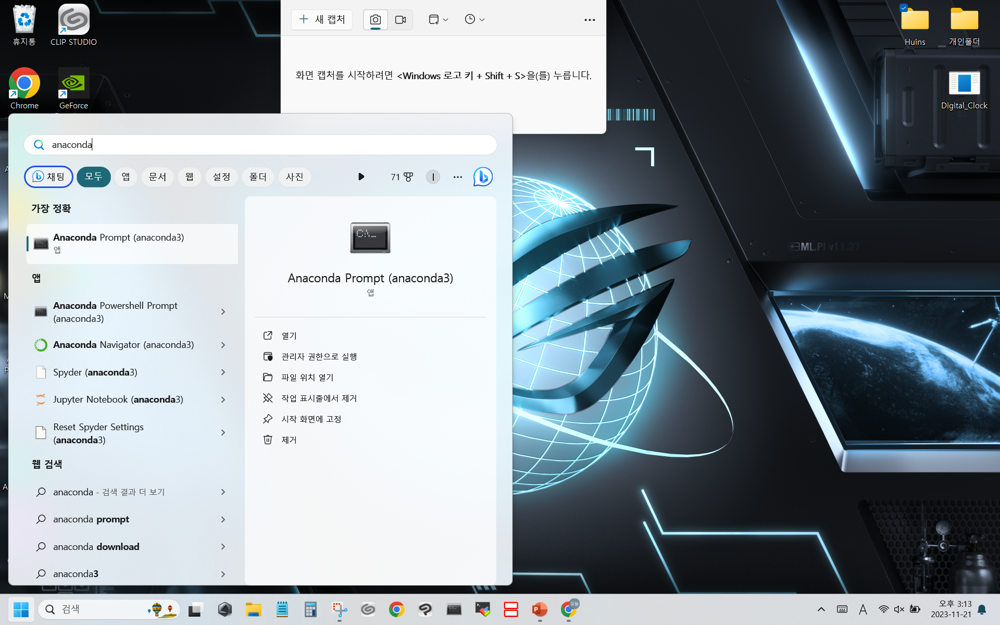 휴지통
CLIP STUDIO
Chrome
GeForce
새 캡처
화면 캡처를 시작하려면 <Windows 로고 키 + Shift + S>을(를) 누릅니다.
Huins
개인폴더
Digital_Clock
ML.PI v11.27
anaconda
채팅
모두
앱
문서
웹
설정
폴더
사진
71
I
가장 정확
Anaconda Prompt (anaconda3)
앱
앱
Anaconda Powershell Prompt
(anaconda3)
Anaconda Navigator (anaconda3)
Spyder (anaconda3)
Jupyter Notebook (anaconda3)
Reset Spyder Settings
(anaconda3)
웹 검색
anaconda - 검색 결과 더 보기
anaconda prompt
anaconda download
anaconda3
C:\_
Anaconda Prompt (anaconda3)
앱
열기
관리자 권한으로 실행
파일 위치 열기
작업 표시줄에서 제거
시작 화면에 고정
제거
검색
오늘
A
오후 3:13
2023-11-21